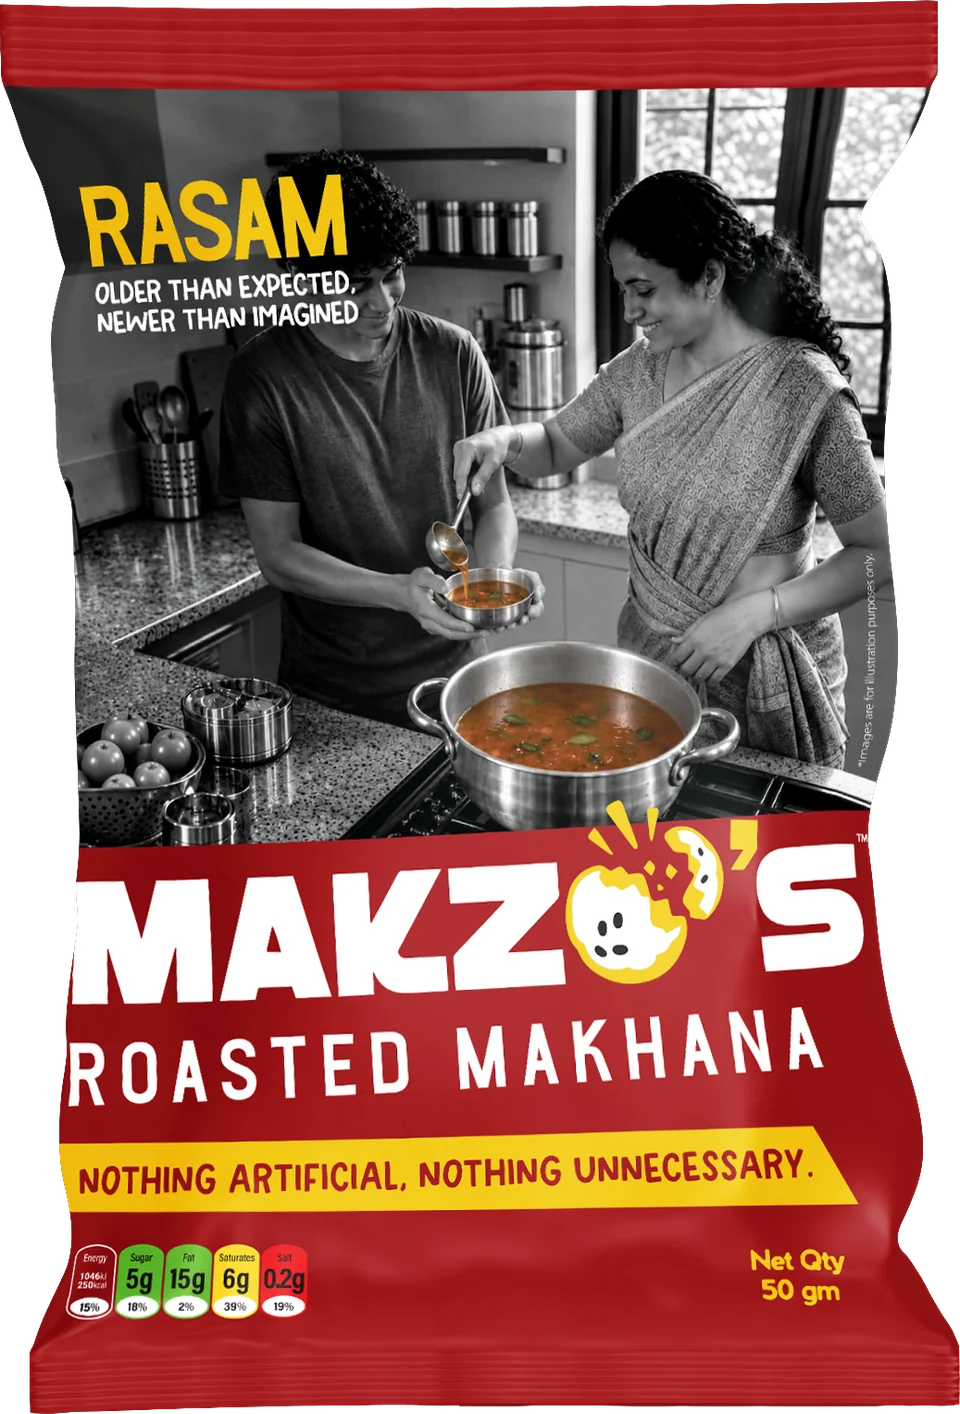 RASAM
OLDER THAN EXPECTED,
NEWER THAN IMAGINED
*Images are for illustration purposes only.
MAKZO'S TM
ROASTED MAKHANA
NOTHING ARTIFICIAL, NOTHING UNNECESSARY.
Energy 1046kJ 250kcal 15%
Sugar 5g 18%
Fat 15g 2%
Saturates 6g 39%
Salt 0.2g 19%
Net Qty
50 gm